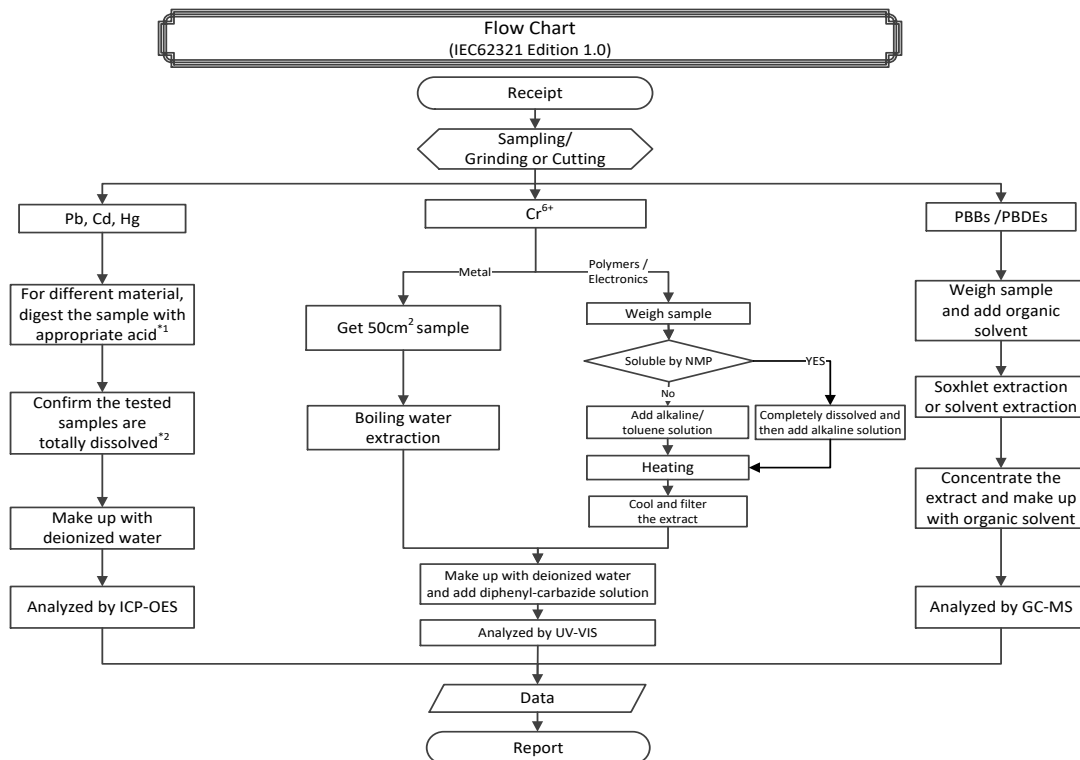 Flow Chart
(IEC62321 Edition 1.0)
Receipt
Sampling/
Grinding or Cutting
Pb, Cd, Hg
For different material,
digest the sample with
appropriate acid*1
Confirm the tested
samples are
totally dissolved*2
Make up with
deionized water
Analyzed by ICP-OES
Cr6+
Metal
Get 50cm2 sample
Boiling water
extraction
Polymers /
Electronics
Weigh sample
Soluble by NMP
YES
No
Add alkaline/
toluene solution
Completely dissolved and
then add alkaline solution
Heating
Cool and filter
the extract
Make up with deionized water
and add diphenyl-carbazide solution
Analyzed by UV-VIS
PBBs /PBDEs
Weigh sample
and add organic
solvent
Soxhlet extraction
or solvent extraction
Concentrate the
extract and make up
with organic solvent
Analyzed by GC-MS
Data
Report